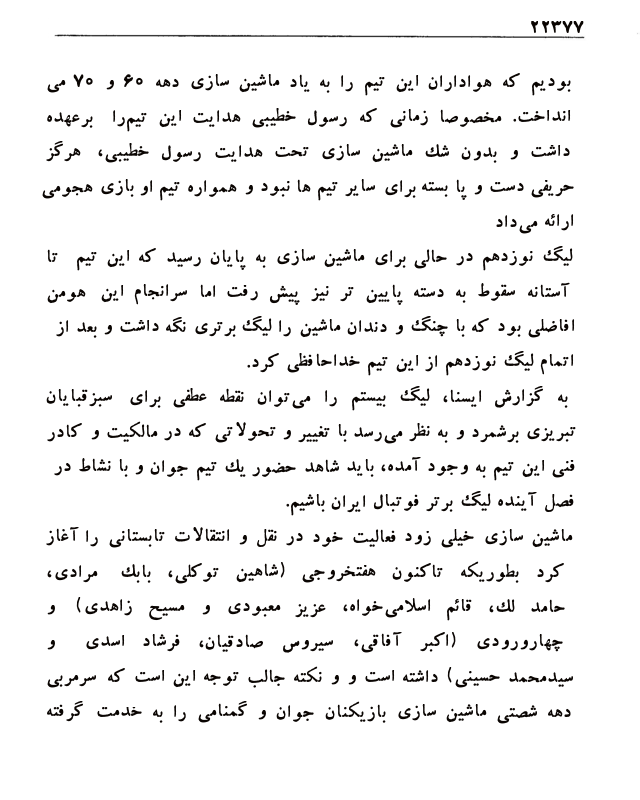 ۲۲۳۷۷
بودیم که هواداران این تیم را به یاد ماشین سازی دهه ۶۰ و ۷۰ می
انداخت. مخصوصا زمانی که رسول خطیبی هدایت این تیم‌را برعهده
داشت و بدون شك ماشین سازی تحت هدایت رسول خطیبی، هرگز
حریفی دست و پا بسته برای سایر تیم ها نبود و همواره تیم او بازی هجومی
ارائه می‌داد
لیگ نوزدهم در حالی برای ماشین سازی به پایان رسید که این تیم تا
آستانه سقوط به دسته پایین تر نیز پیش رفت اما سرانجام این هومن
افاضلی بود که با چنگ و دندان ماشین را لیگ برتری نگه داشت و بعد از
اتمام لیگ نوزدهم از این تیم خداحافظی کرد.
به گزارش ایسنا، لیگ بیستم را می‌توان نقطه عطفی برای سبزقبایان
تبریزی برشمرد و به نظر می‌رسد با تغییر و تحولاتی که در مالکیت و کادر
فنی این تیم به وجود آمده، باید شاهد حضور یك تیم جوان و با نشاط در
فصل آینده لیگ برتر فوتبال ایران باشیم.
ماشین سازی خیلی زود فعالیت خود در نقل و انتقالات تابستانی را آغاز
کرد بطوریکه تاکنون هفتخروجی (شاهین توکلی، بابك مرادی،
حامد لك، قائم اسلامی‌خواه، عزیز معبودی و مسیح زاهدی) و
چهارورودی (اکبر آفاقی، سیروس صادقیان، فرشاد اسدی و
سیدمحمد حسینی) داشته است و و نکته جالب توجه این است که سرمربی
دهه شصتی ماشین سازی بازیکنان جوان و گمنامی را به خدمت گرفته